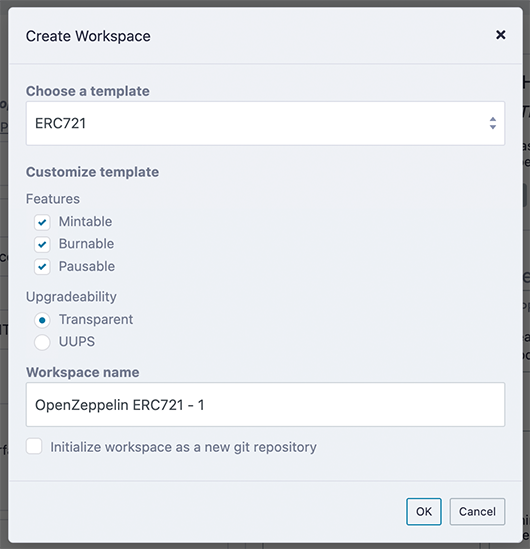 Create Workspace
Choose a template
ERC721
Customize template
Features
Mintable
Burnable
Pausable
Upgradeability
Transparent
UUPS
Workspace name
OpenZeppelin ERC721 - 1
Initialize workspace as a new git repository
OK Cancel